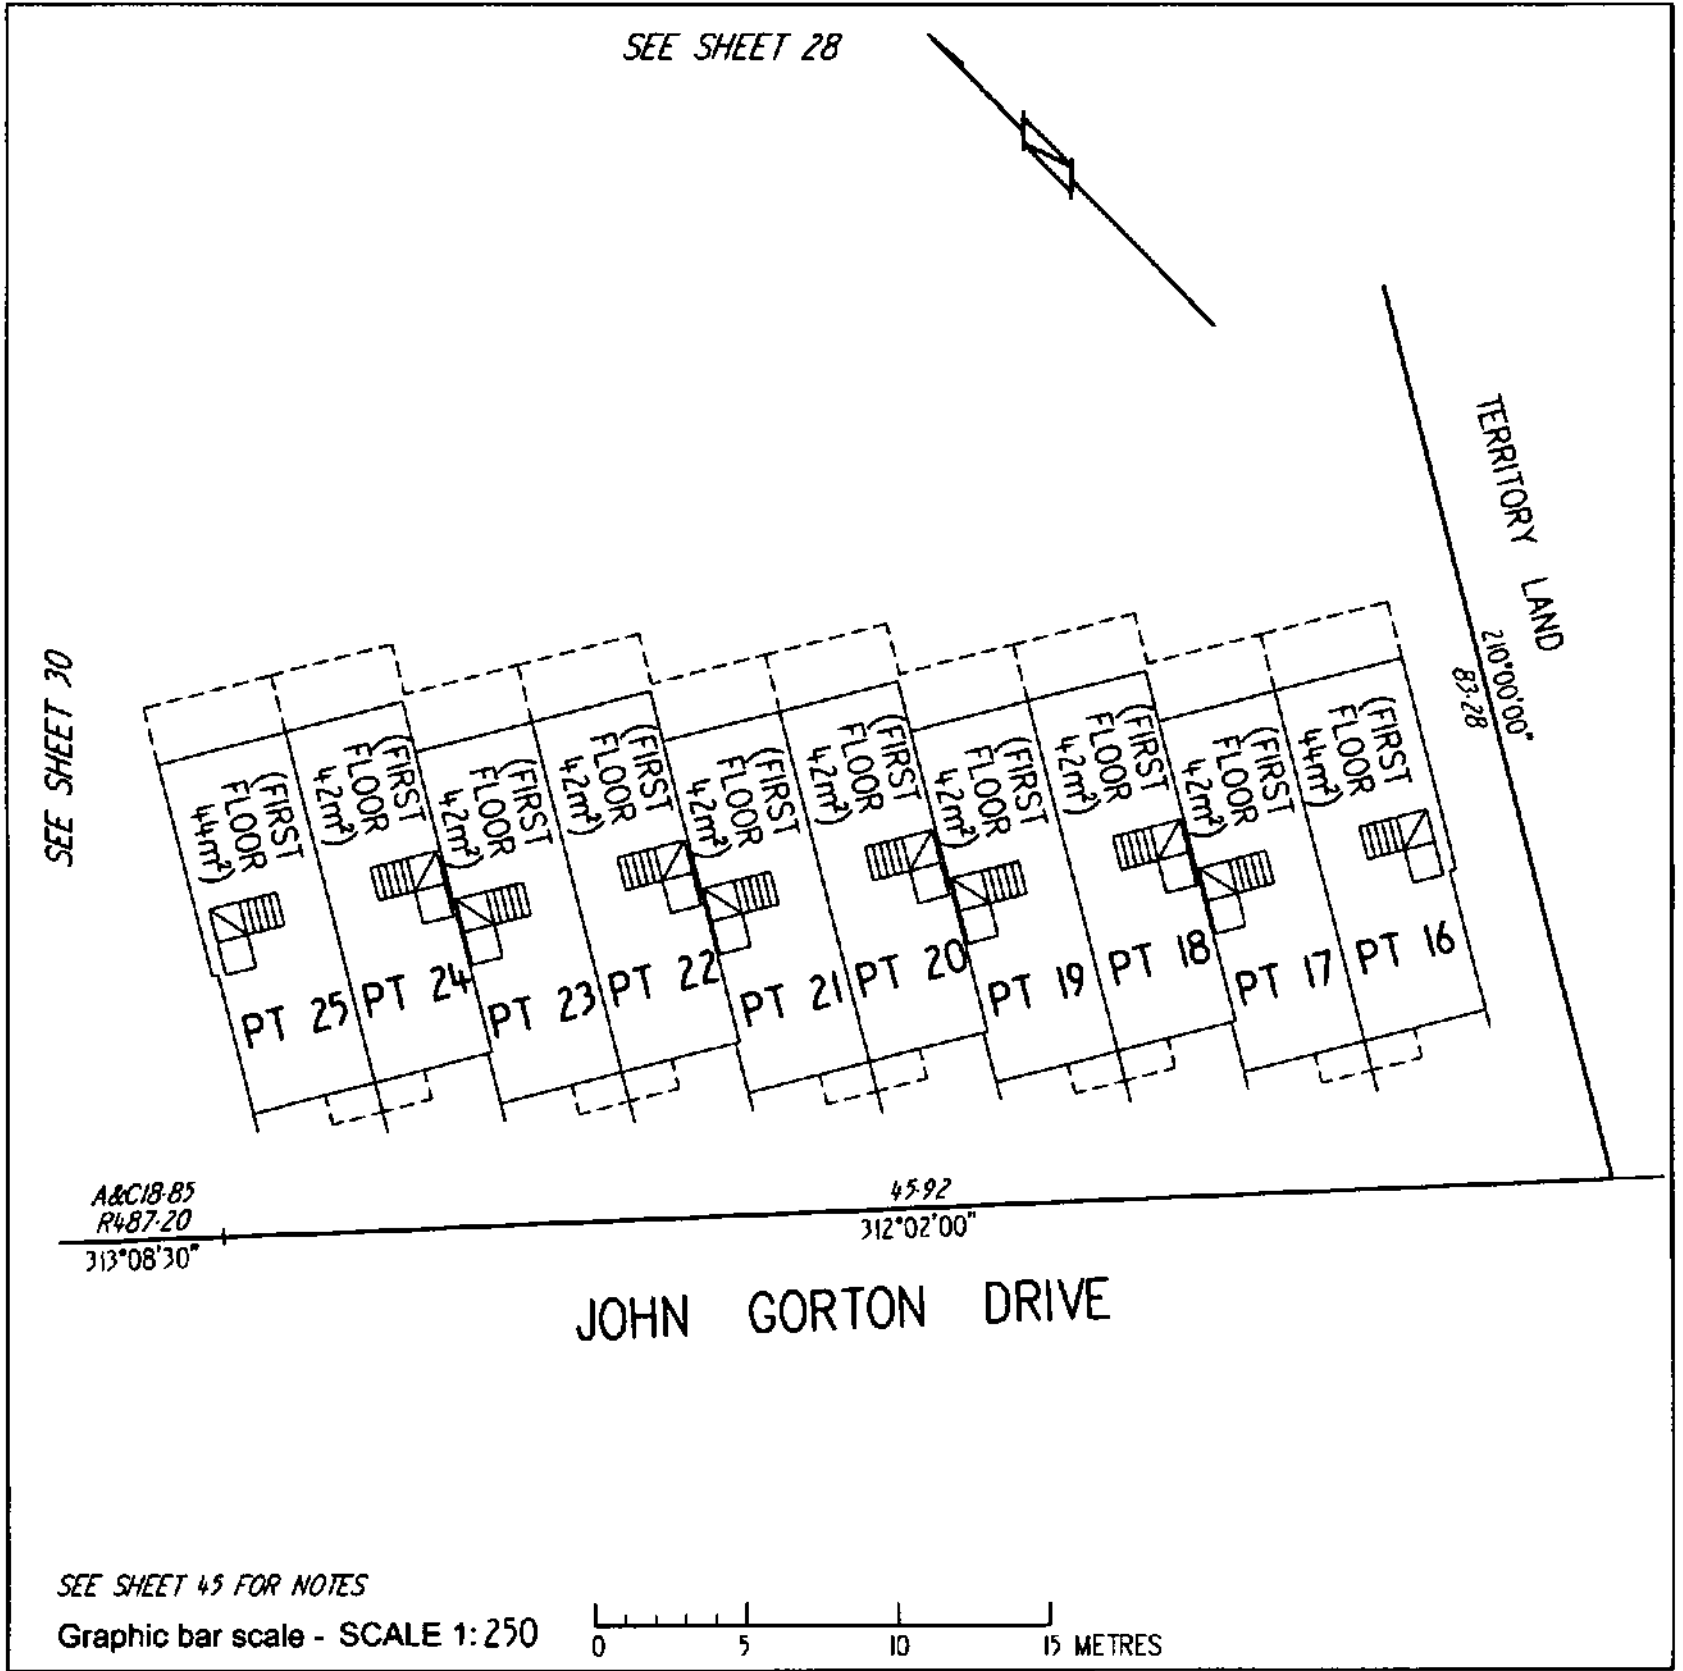 SEE SHEET 28
SEE SHEET 30
TERRITORY LAND
210°00'00"
83·28
(FIRST
FLOOR
44m²)
PT 25
(FIRST
FLOOR
42m²)
PT 24
(FIRST
FLOOR
42m²)
PT 23
(FIRST
FLOOR
42m²)
PT 22
(FIRST
FLOOR
42m²)
PT 21
(FIRST
FLOOR
42m²)
PT 20
(FIRST
FLOOR
42m²)
PT 19
(FIRST
FLOOR
42m²)
PT 18
(FIRST
FLOOR
42m²)
PT 17
(FIRST
FLOOR
44m²)
PT 16
A&C18·85
R487·20
313°08'30"
45·92
312°02'00"
JOHN GORTON DRIVE
SEE SHEET 45 FOR NOTES
Graphic bar scale - SCALE 1:250
0 5 10 15 METRES